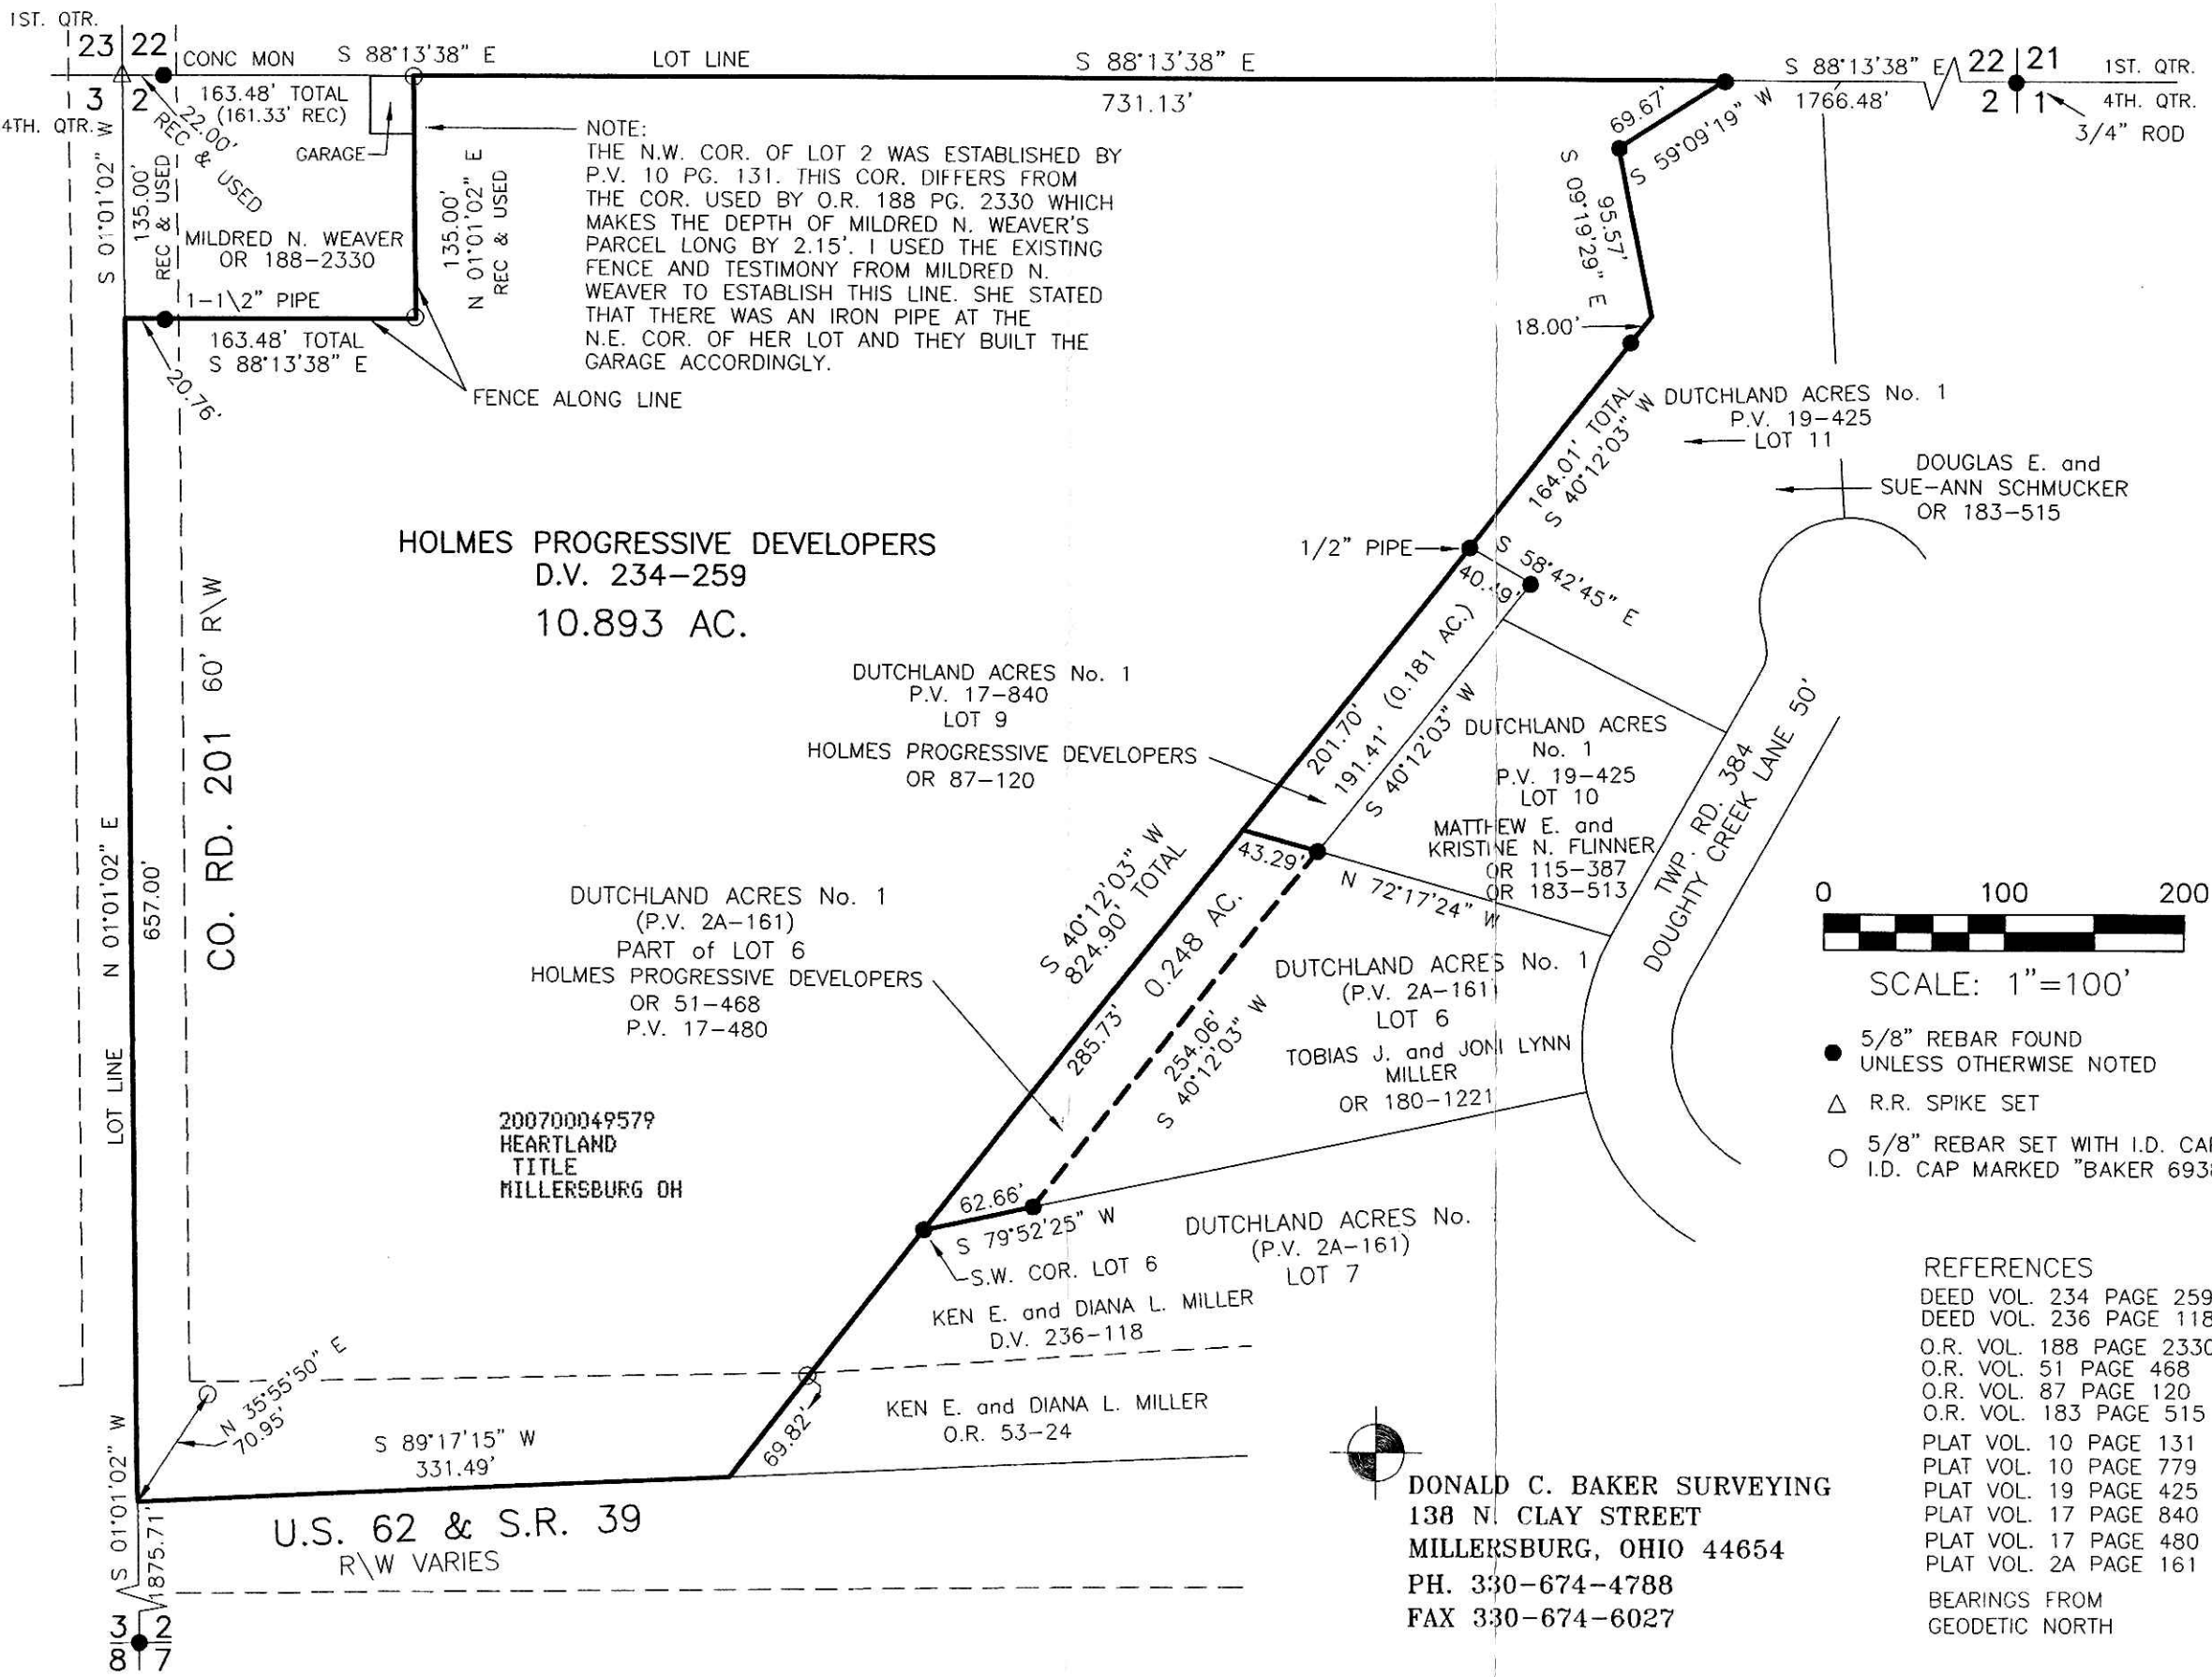 1ST. QTR.
23 22
3 2
4TH. QTR.
CONC MON
S 88°13'38" E
LOT LINE
S 88°13'38" E
731.13'
S 88°13'38" E
1766.48'
22 21
2 1
1ST. QTR.
4TH. QTR.
3/4" ROD
163.48' TOTAL
(161.33' REC)
22.00'
REC & USED
GARAGE
S 01°01'02" W
135.00'
REC & USED
MILDRED N. WEAVER
OR 188-2330
1-1\2" PIPE
163.48' TOTAL
S 88°13'38" E
20.76'
135.00'
N 01°01'02" E
REC & USED
NOTE:
THE N.W. COR. OF LOT 2 WAS ESTABLISHED BY
P.V. 10 PG. 131. THIS COR. DIFFERS FROM
THE COR. USED BY O.R. 188 PG. 2330 WHICH
MAKES THE DEPTH OF MILDRED N. WEAVER'S
PARCEL LONG BY 2.15'. I USED THE EXISTING
FENCE AND TESTIMONY FROM MILDRED N.
WEAVER TO ESTABLISH THIS LINE. SHE STATED
THAT THERE WAS AN IRON PIPE AT THE
N.E. COR. OF HER LOT AND THEY BUILT THE
GARAGE ACCORDINGLY.
FENCE ALONG LINE
69.67'
S 59°09'19" W
95.57'
S 09°19'29" E
18.00'
164.01' TOTAL
S 40°12'03" W
DUTCHLAND ACRES No. 1
P.V. 19-425
LOT 11
DOUGLAS E. and
SUE-ANN SCHMUCKER
OR 183-515
HOLMES PROGRESSIVE DEVELOPERS
D.V. 234-259
10.893 AC.
1/2" PIPE
S 58°42'45" E
40.49'
CO. RD. 201 60' R\W
DUTCHLAND ACRES No. 1
P.V. 17-840
LOT 9
HOLMES PROGRESSIVE DEVELOPERS
OR 87-120
201.70'
191.41' (0.181 AC.)
S 40°12'03" W
DUTCHLAND ACRES
No. 1
P.V. 19-425
LOT 10
MATTHEW E. and
KRISTINE N. FLINNER
OR 115-387
OR 183-513
TWP. RD. 384
DOUGHTY CREEK LANE 50'
43.29'
N 72°17'24" W
LOT LINE N 01°01'02" E
657.00'
DUTCHLAND ACRES No. 1
(P.V. 2A-161)
PART of LOT 6
HOLMES PROGRESSIVE DEVELOPERS
OR 51-468
P.V. 17-480
S 40°12'03" W
824.90' TOTAL
285.73'
0.248 AC.
254.06'
S 40°12'03" W
DUTCHLAND ACRES No. 1
(P.V. 2A-161)
LOT 6
TOBIAS J. and JONI LYNN
MILLER
OR 180-1221
0 100 200
SCALE: 1"=100'
5/8" REBAR FOUND
UNLESS OTHERWISE NOTED
R.R. SPIKE SET
5/8" REBAR SET WITH I.D.
I.D. CAP MARKED "BAKER
200700049579
HEARTLAND
TITLE
MILLERSBURG OH
62.66'
S 79°52'25" W
S.W. COR. LOT 6
DUTCHLAND ACRES No.
(P.V. 2A-161)
LOT 7
KEN E. and DIANA L. MILLER
D.V. 236-118
KEN E. and DIANA L. MILLER
O.R. 53-24
69.82'
N 35°55'50" E
70.95'
S 89°17'15" W
331.49'
S 01°01'02" W
1875.71'
U.S. 62 & S.R. 39
R\W VARIES
3 2
8 7
DONALD C. BAKER SURVEYING
138 N. CLAY STREET
MILLERSBURG, OHIO 44654
PH. 330-674-4788
FAX 330-674-6027
REFERENCES
DEED VOL. 234 PAGE 259
DEED VOL. 236 PAGE 118
O.R. VOL. 188 PAGE 2330
O.R. VOL. 51 PAGE 468
O.R. VOL. 87 PAGE 120
O.R. VOL. 183 PAGE 515
PLAT VOL. 10 PAGE 131
PLAT VOL. 10 PAGE 779
PLAT VOL. 19 PAGE 425
PLAT VOL. 17 PAGE 840
PLAT VOL. 17 PAGE 480
PLAT VOL. 2A PAGE 161
BEARINGS FROM
GEODETIC NORTH